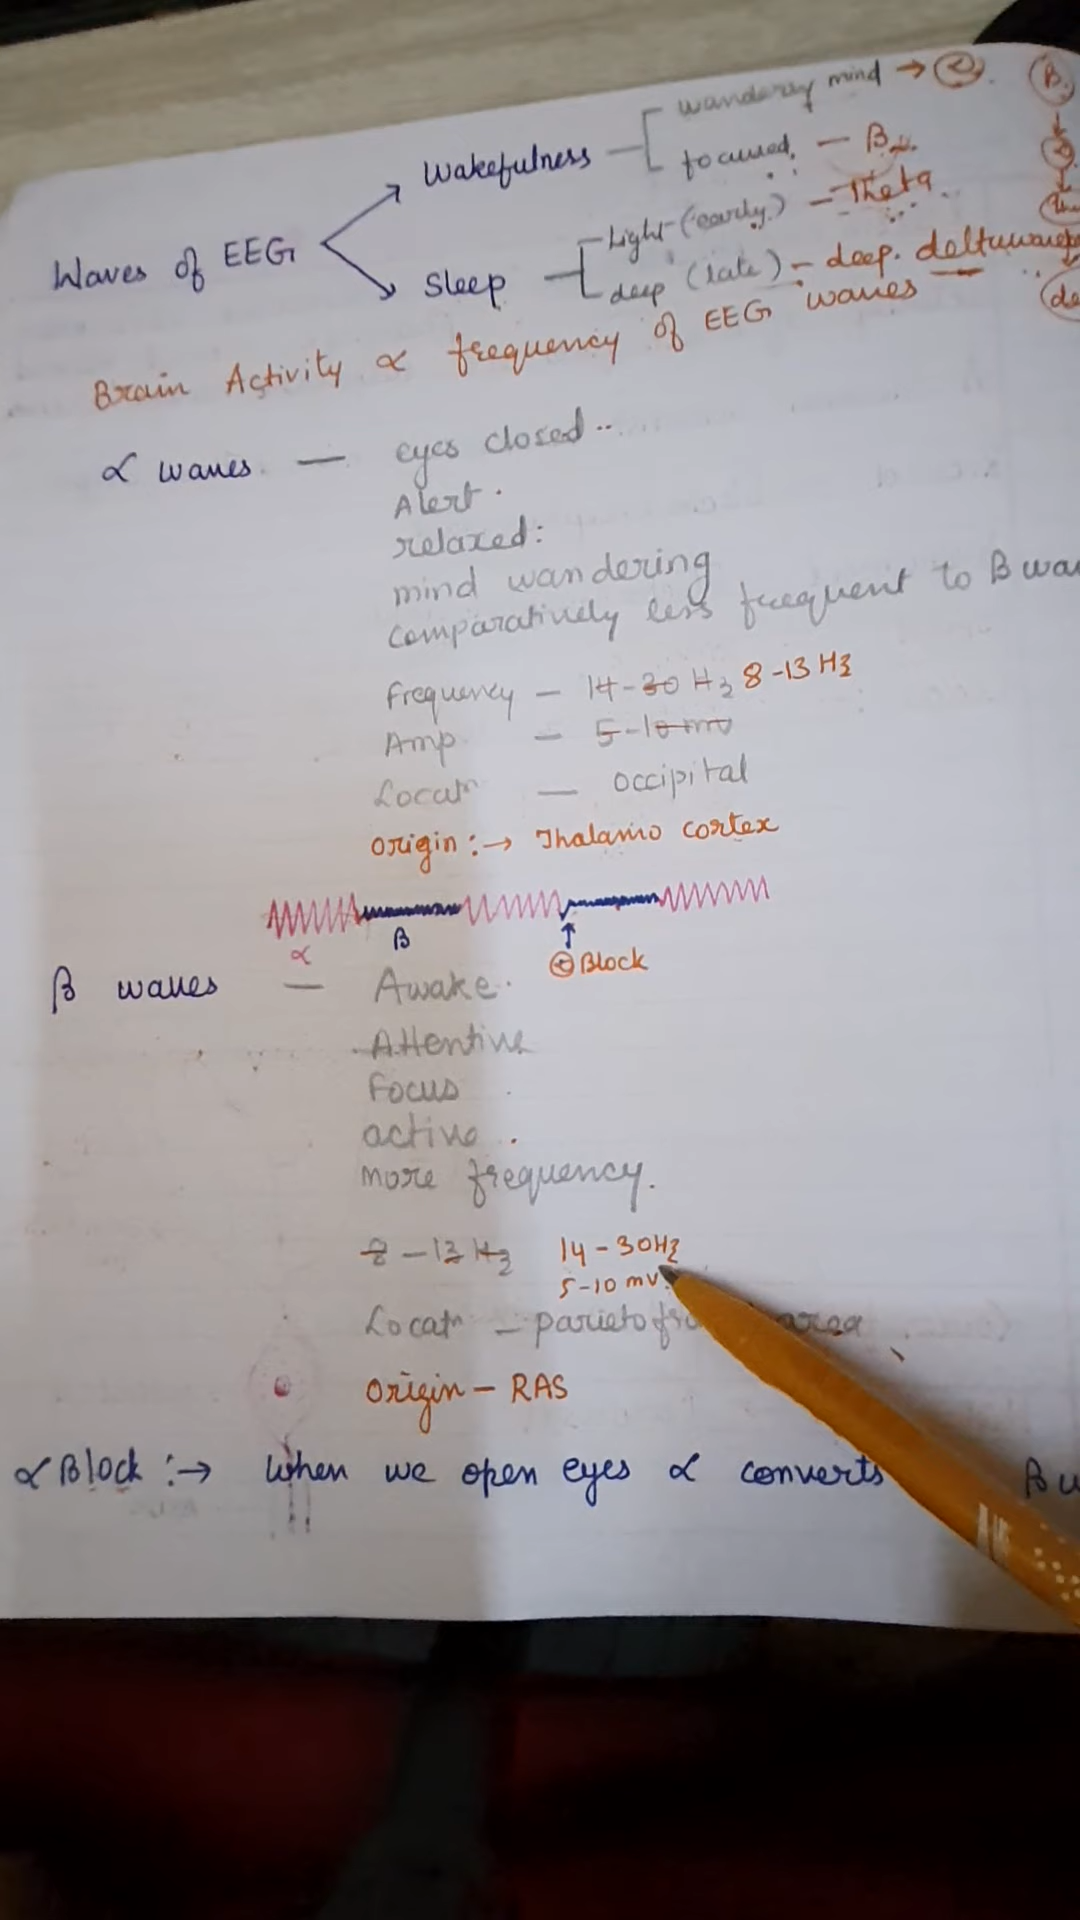 wandering mind → α
Wakefulness
focused. — β
Waves of EEG
Light (early) — Theta
Sleep
deep (late) — deep. delta waves
Brain Activity ∝ frequency of EEG waves
α waves — eyes closed..
Alert.
relaxed:
mind wandering
comparatively less frequent to B wa
frequency — 14-30 Hz 8-13 Hz
Amp — 5-10 mv
Locatn — occipital
Origin :→ Thalamo cortex
α β
α Block
β waves — Awake.
Attentive
Focus
active.
more frequency.
8-13 Hz 14-30Hz
5-10 mv.
Locatn — parieto area
Origin — RAS
α Block :→ When we open eyes α converts β w